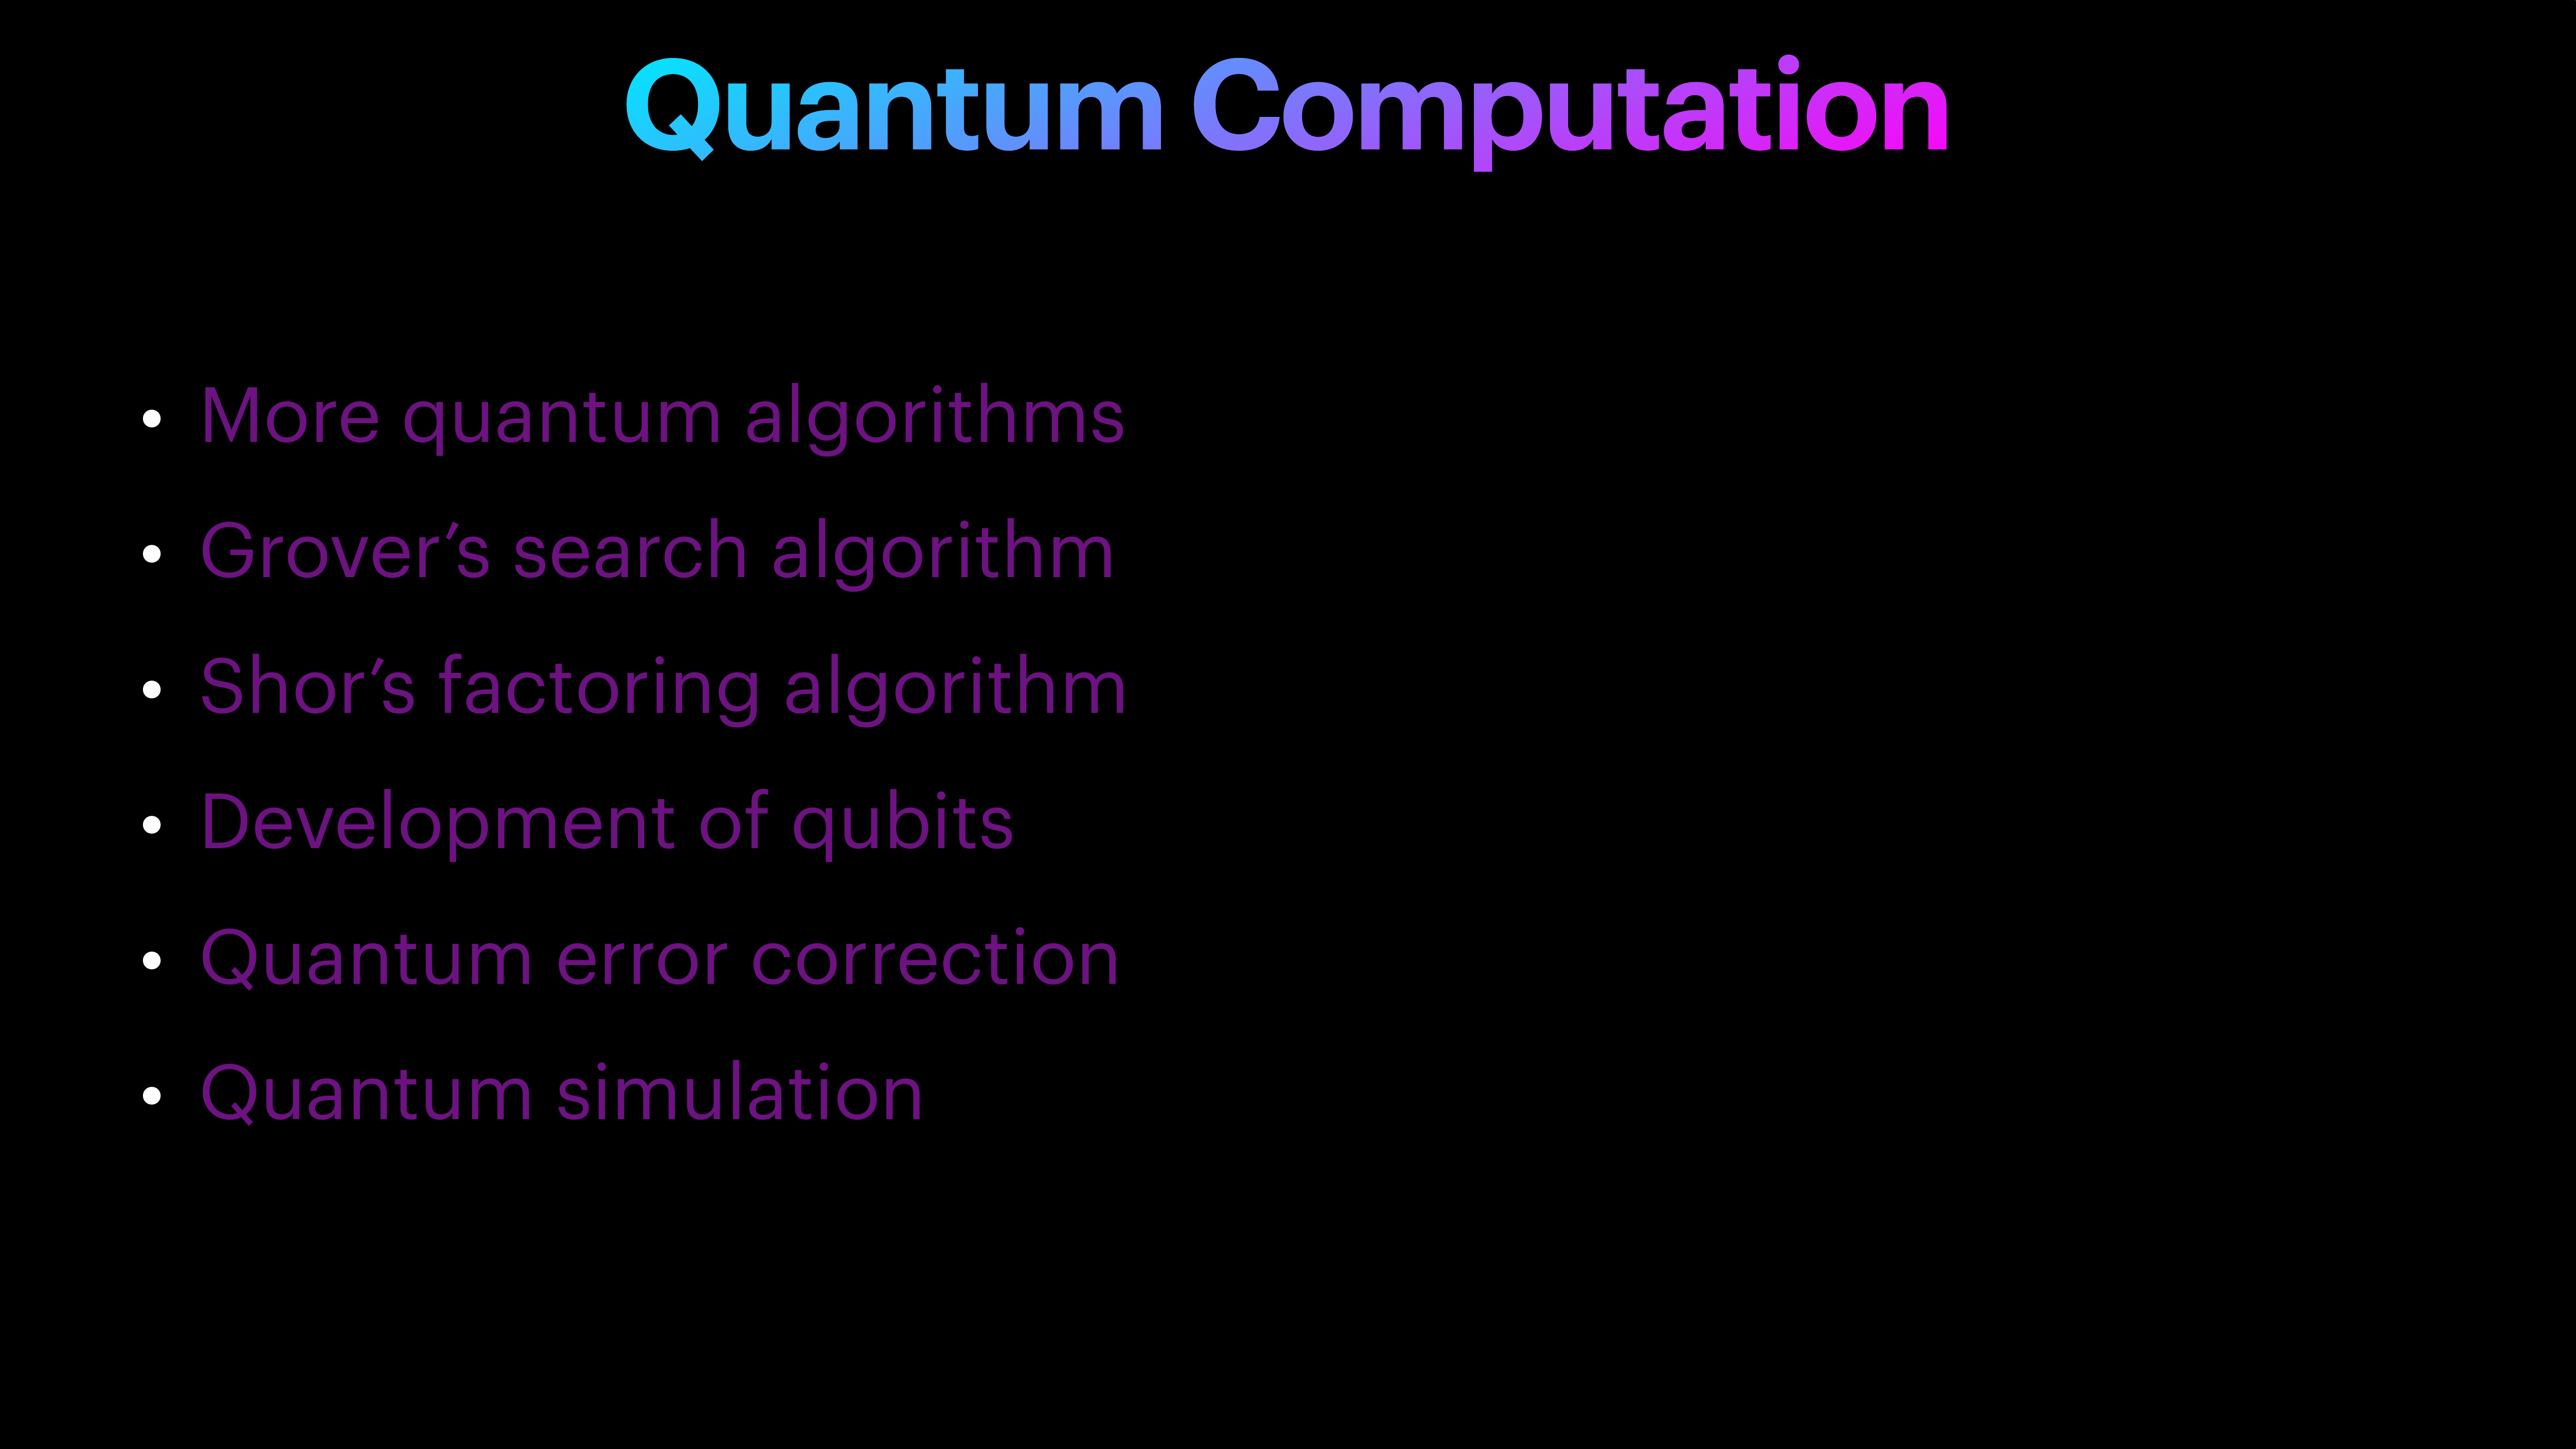 Quantum Computation
• More quantum algorithms
• Grover’s search algorithm
• Shor’s factoring algorithm
• Development of qubits
• Quantum error correction
• Quantum simulation